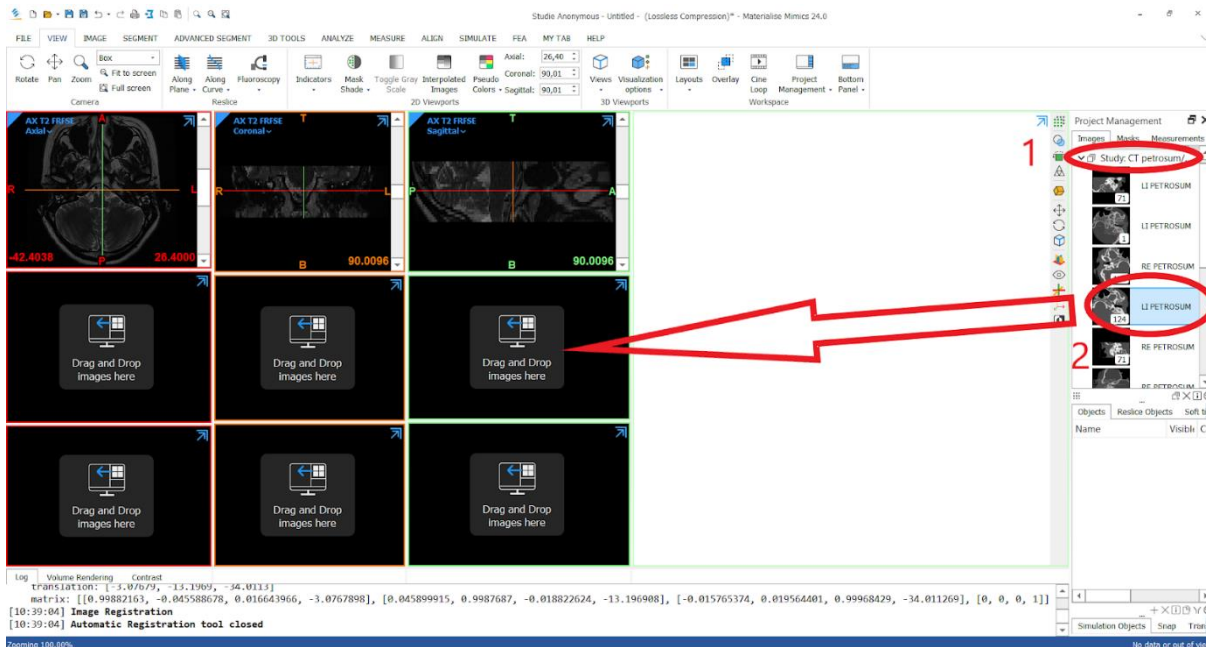 Studie Anonymous - Untitled - (Lossless Compression)* - Materialise Mimics 24.0
FILE VIEW IMAGE SEGMENT ADVANCED SEGMENT 3D TOOLS ANALYZE MEASURE ALIGN SIMULATE FEA MY TAB HELP
Box
Fit to screen
Full screen
Rotate Pan Zoom
Camera
Along Plane Along Curve Fluoroscopy
Reslice
Indicators Mask Shade Toggle Gray Scale Interpolated Images Pseudo Colors
Axial: 26,40
Coronal: 90,01
Sagittal: 90,01
2D Viewports
Views Visualization options
3D Viewports
Layouts Overlay Cine Loop Project Management Bottom Panel
Workspace
AX T2 FRFSE
Axial
A
R
L
P
-42.4038
26.4000
AX T2 FRFSE
Coronal
T
R
L
B
90.0096
AX T2 FRFSE
Sagittal
T
P
A
B
90.0096
Drag and Drop
images here
Drag and Drop
images here
Drag and Drop
images here
Drag and Drop
images here
Drag and Drop
images here
Drag and Drop
images here
1
2
Project Management
Images Masks Measurements
Study: CT petrosum/...
LI PETROSUM
71
LI PETROSUM
1
RE PETROSUM
LI PETROSUM
124
RE PETROSUM
71
RE PETROSUM
Objects Reslice Objects Soft
Name Visible
Log Volume Rendering Contrast
translation: [-3.07679, -13.1969, -34.0113]
matrix: [[0.99882163, -0.045588678, 0.016643966, -3.0767898], [0.045899915, 0.9987687, -0.018822624, -13.196908], [-0.015765374, 0.019564401, 0.99968429, -34.011269], [0, 0, 0, 1]]
[10:39:04] Image Registration
[10:39:04] Automatic Registration tool closed
Simulation Objects Snap
Zooming 100.00%
No data or out of view